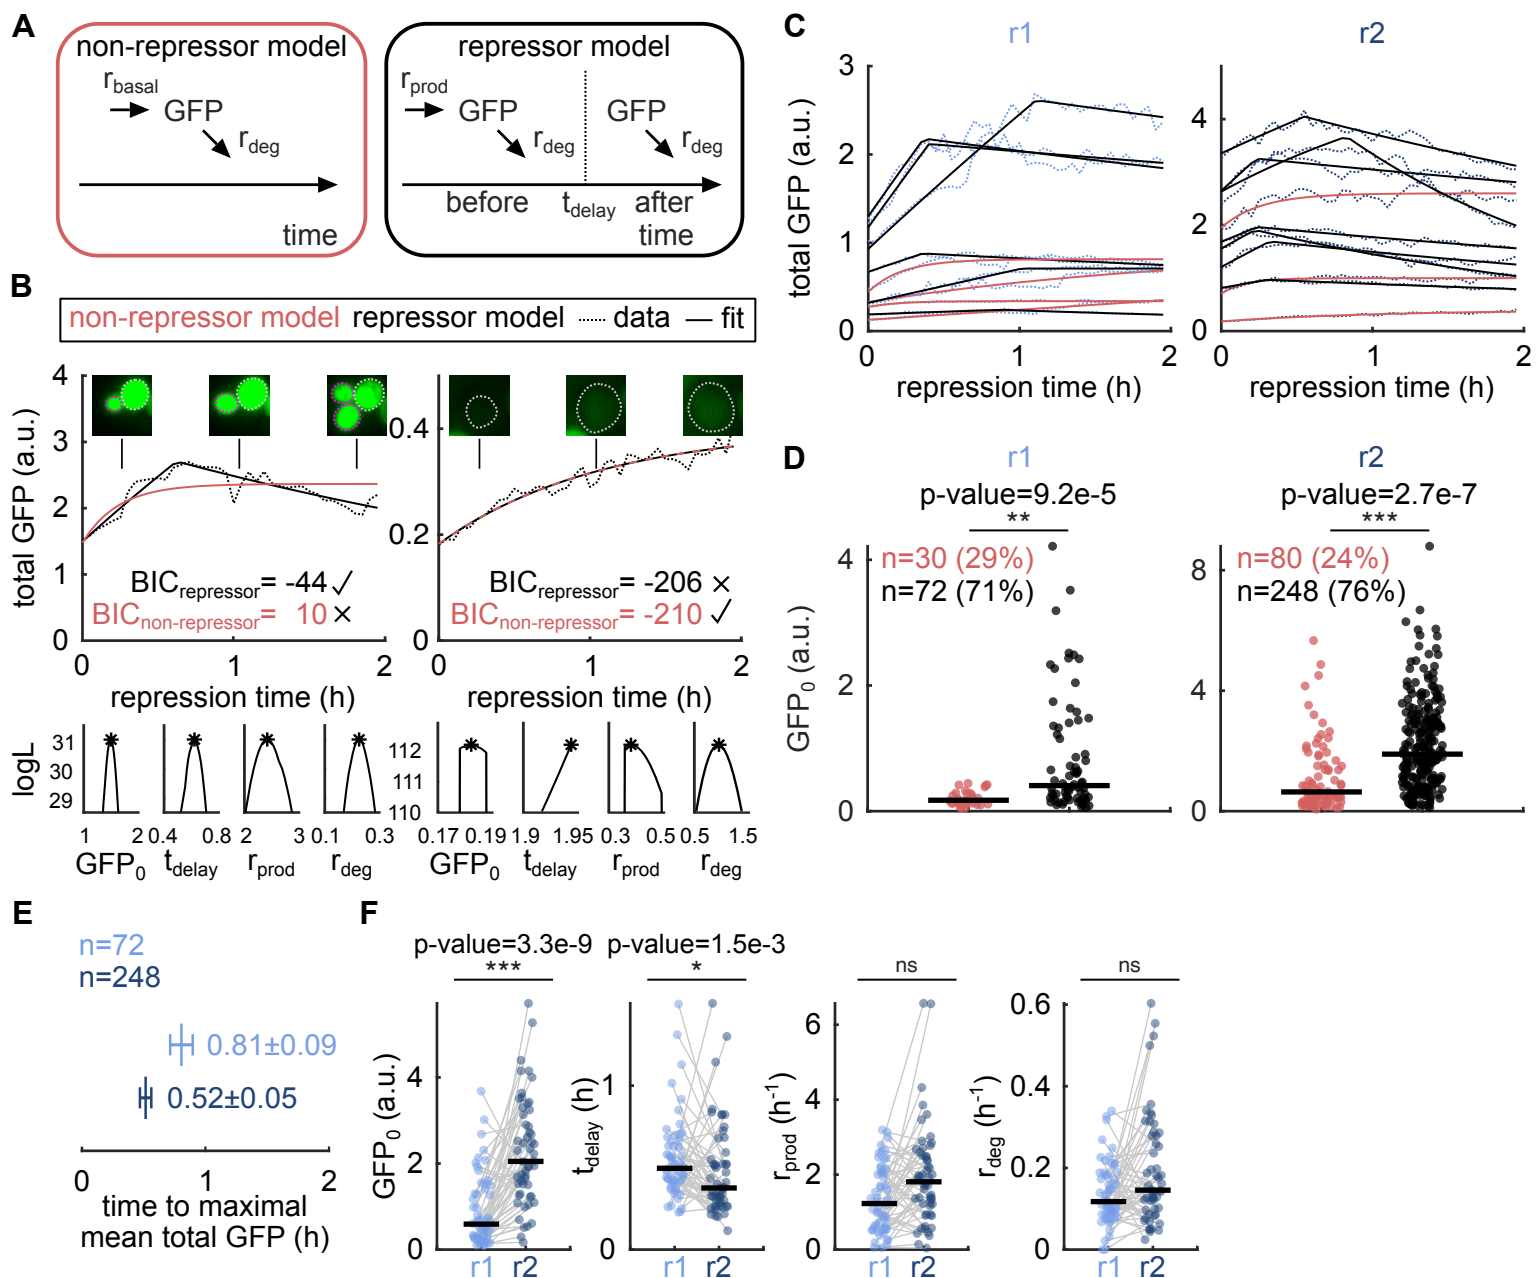 A
non-repressor model
r_basal
GFP
r_deg
time
repressor model
r_prod
GFP
r_deg
GFP
r_deg
before
t_delay
after
time
B
non-repressor model repressor model data fit
total GFP (a.u.)
4
3
2
1
0
BIC_repressor= -44 ✓
BIC_non-repressor= 10 ×
0 1 2
repression time (h)
0.4
0.2
0
BIC_repressor= -206 ×
BIC_non-repressor= -210 ✓
0 1 2
repression time (h)
logL
31
30
29
1 2
GFP_0
0.4 0.8
t_delay
2 3
r_prod
0.1 0.3
r_deg
112
111
110
0.17 0.19
GFP_0
1.9 1.95
t_delay
0.3 0.5
r_prod
0.5 1.5
r_deg
C
r1
total GFP (a.u.)
3
2
1
0
0 1 2
repression time (h)
r2
4
2
0
0 1 2
repression time (h)
D
r1
p-value=9.2e-5
**
n=30 (29%)
n=72 (71%)
GFP_0 (a.u.)
4
2
0
r2
p-value=2.7e-7
***
n=80 (24%)
n=248 (76%)
8
4
0
E
n=72
n=248
0.81±0.09
0.52±0.05
0 1 2
time to maximal
mean total GFP (h)
F
p-value=3.3e-9
***
GFP_0 (a.u.)
4
2
0
r1 r2
p-value=1.5e-3
*
t_delay (h)
1
0
r1 r2
ns
r_prod (h^-1)
6
4
2
0
r1 r2
ns
r_deg (h^-1)
0.6
0.4
0.2
0
r1 r2